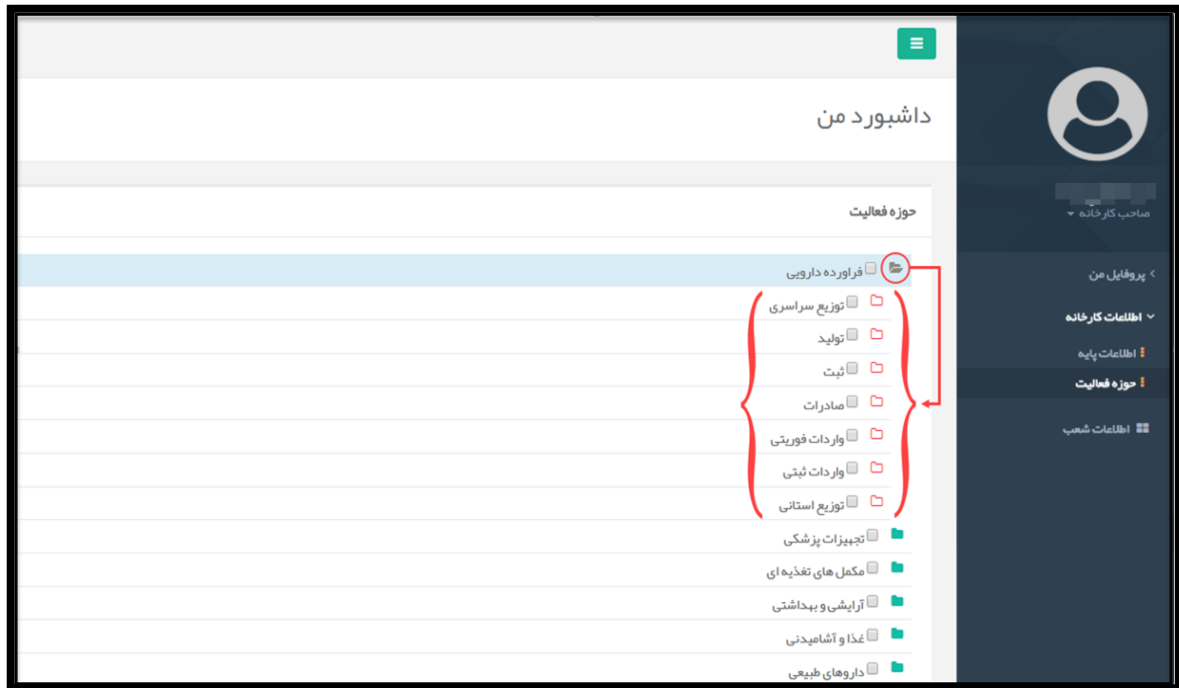 داشبورد من
حوزه فعالیت
فراورده دارویی
توزیع سراسری
تولید
ثبت
صادرات
واردات فوریتی
واردات ثبتی
توزیع استانی
تجهیزات پزشکی
مکمل های تغذیه ای
آرایشی و بهداشتی
غذا و آشامیدنی
داروهای طبیعی
صاحب کارخانه
پروفایل من
اطلاعات کارخانه
اطلاعات پایه
حوزه فعالیت
اطلاعات شعب